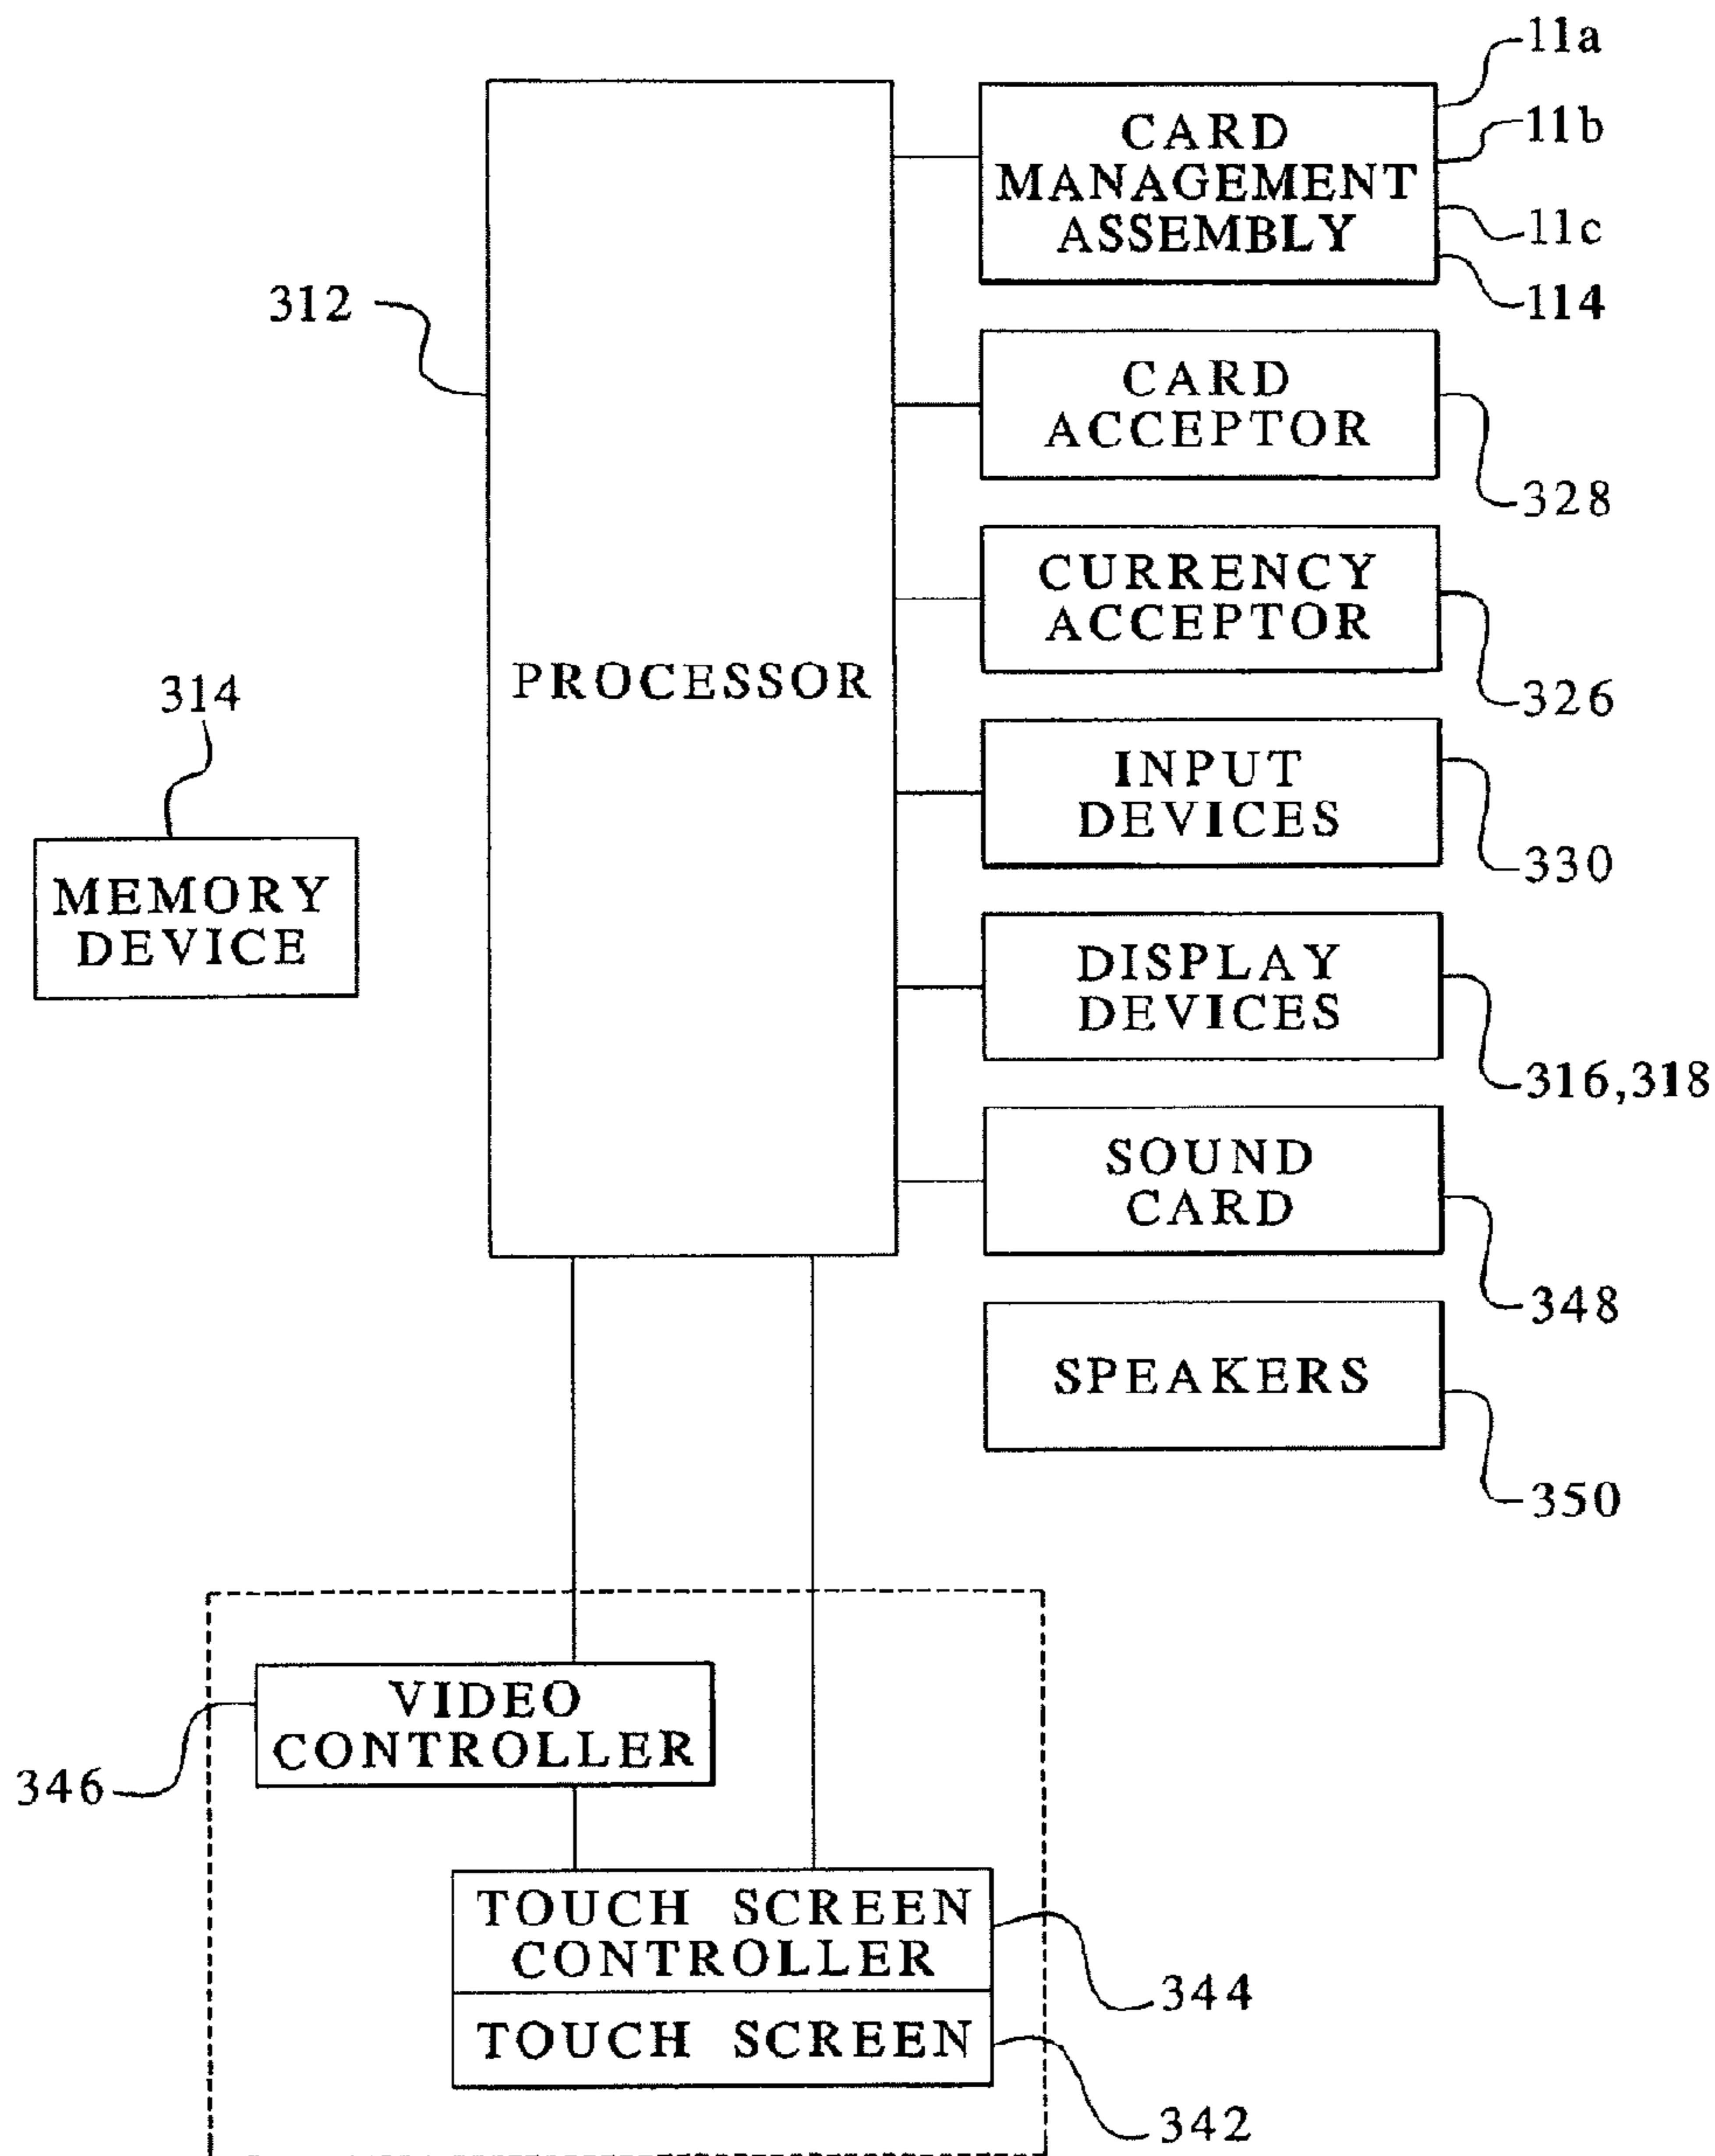 11a
CARD
MANAGEMENT
ASSEMBLY
11b
11c
114
312
CARD
ACCEPTOR
328
CURRENCY
ACCEPTOR
326
PROCESSOR
314
INPUT
DEVICES
330
MEMORY
DEVICE
DISPLAY
DEVICES
316,318
SOUND
CARD
348
SPEAKERS
350
VIDEO
CONTROLLER
346
TOUCH SCREEN
CONTROLLER
344
TOUCH SCREEN
342